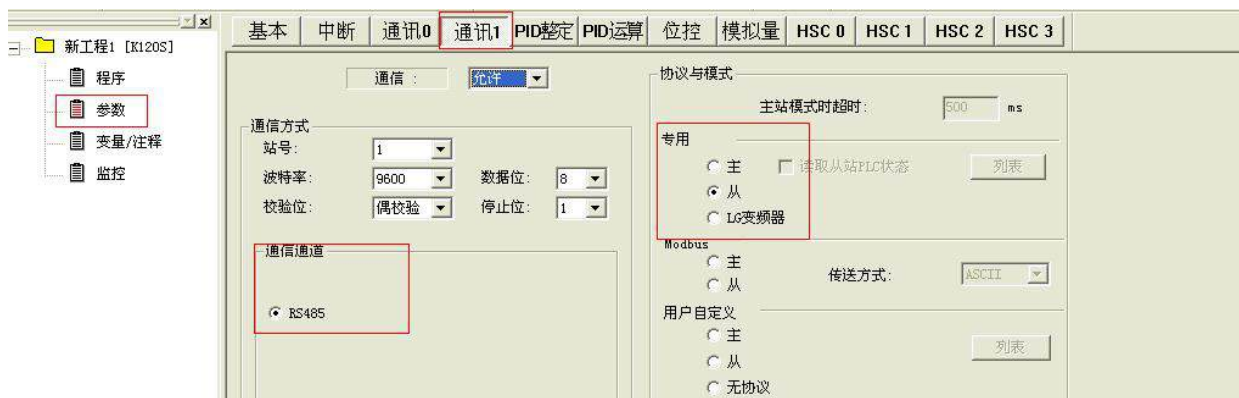 新工程1 [K120S]
程序
参数
变量/注释
监控
基本 中断 通讯0 通讯1 PID整定 PID运算 位控 模拟量 HSC 0 HSC 1 HSC 2 HSC 3
通信 : 允许
通信方式
站号: 1
波特率: 9600 数据位: 8
校验位: 偶校验 停止位: 1
通信通道
RS485
协议与模式
主站模式时超时: 500 ms
专用
主 读取从站PLC状态 列表
从
LG变频器
Modbus
主
从
传送方式: ASCII
用户自定义
主
列表
从
无协议